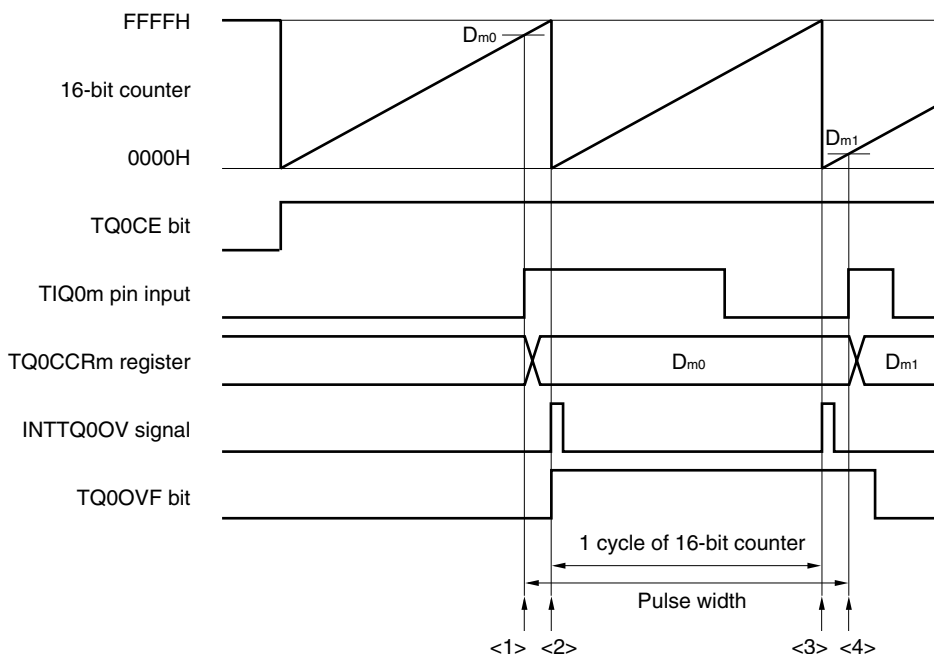 FFFFH
Dm0
16-bit counter
0000H
Dm1
TQ0CE bit
TIQ0m pin input
TQ0CCRm register
Dm0
Dm1
INTTQ0OV signal
TQ0OVF bit
1 cycle of 16-bit counter
Pulse width
<1> <2> <3> <4>